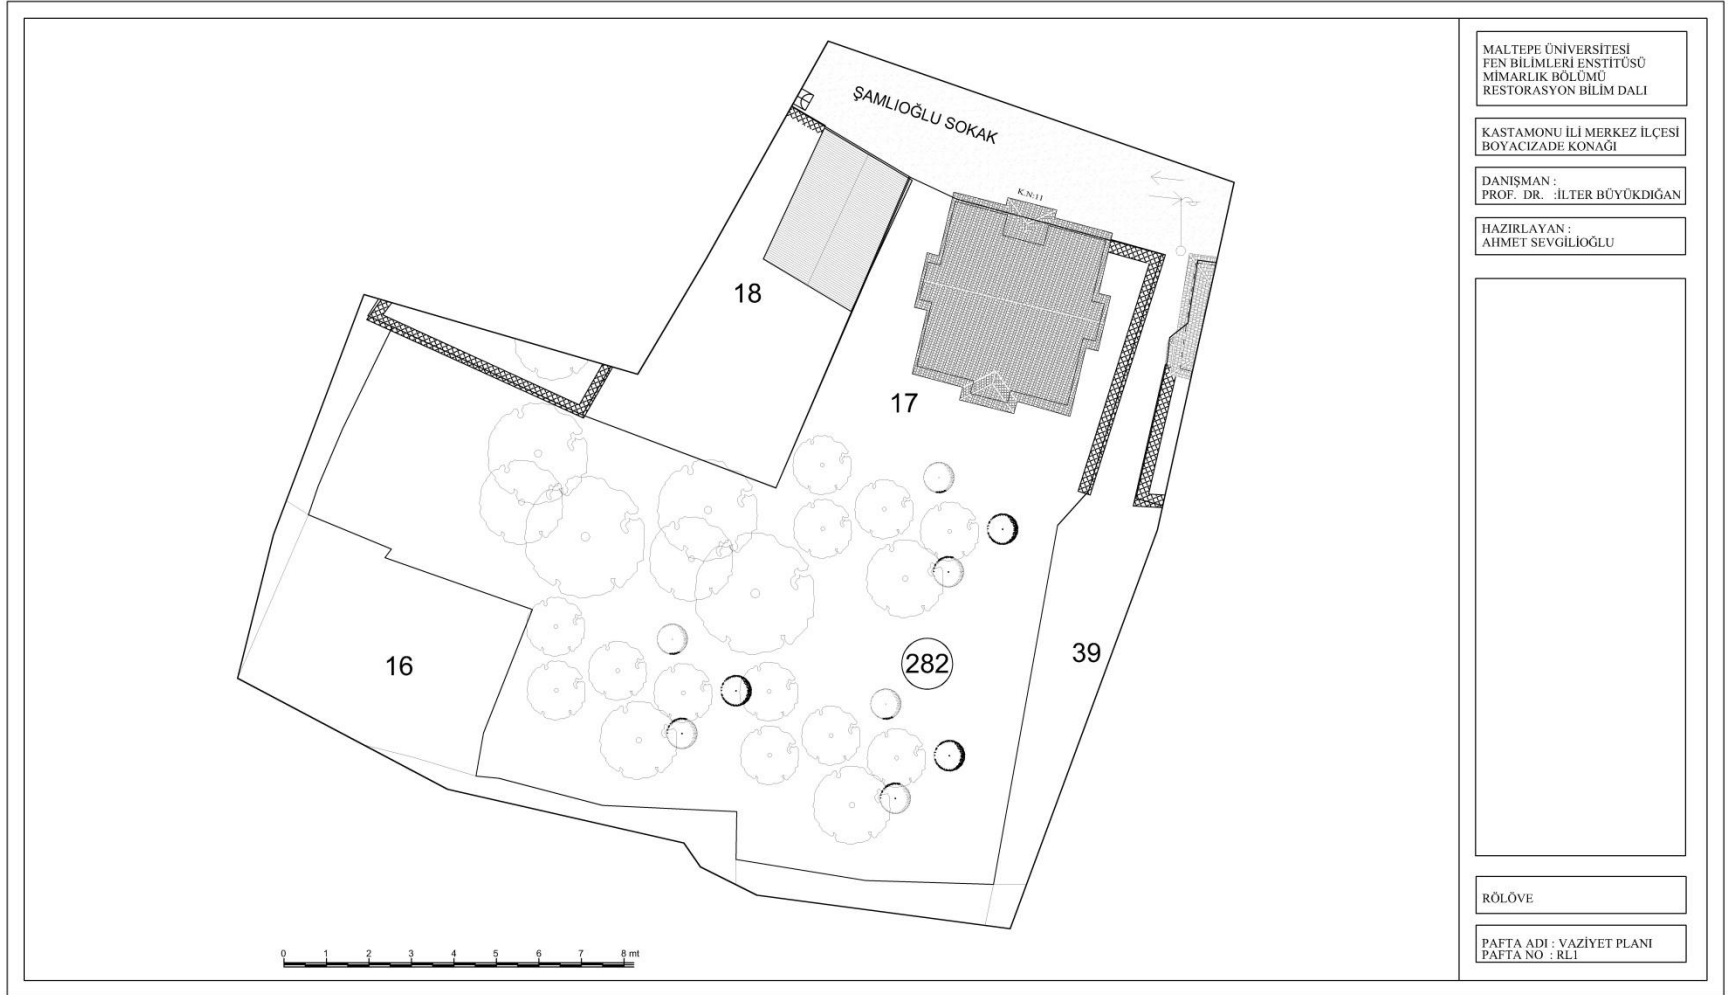 ŞAMLIOĞLU SOKAK
K.N:11
18
17
16
282
39
0 1 2 3 4 5 6 7 8 mt
MALTEPE ÜNİVERSİTESİ
FEN BİLİMLERİ ENSTİTÜSÜ
MİMARLIK BÖLÜMÜ
RESTORASYON BİLİM DALI
KASTAMONU İLİ MERKEZ İLÇESİ
BOYACIZADE KONAĞI
DANIŞMAN :
PROF. DR. :İLTER BÜYÜKDIĞAN
HAZIRLAYAN :
AHMET SEVGİLİOĞLU
RÖLÖVE
PAFTA ADI : VAZİYET PLANI
PAFTA NO : RL1